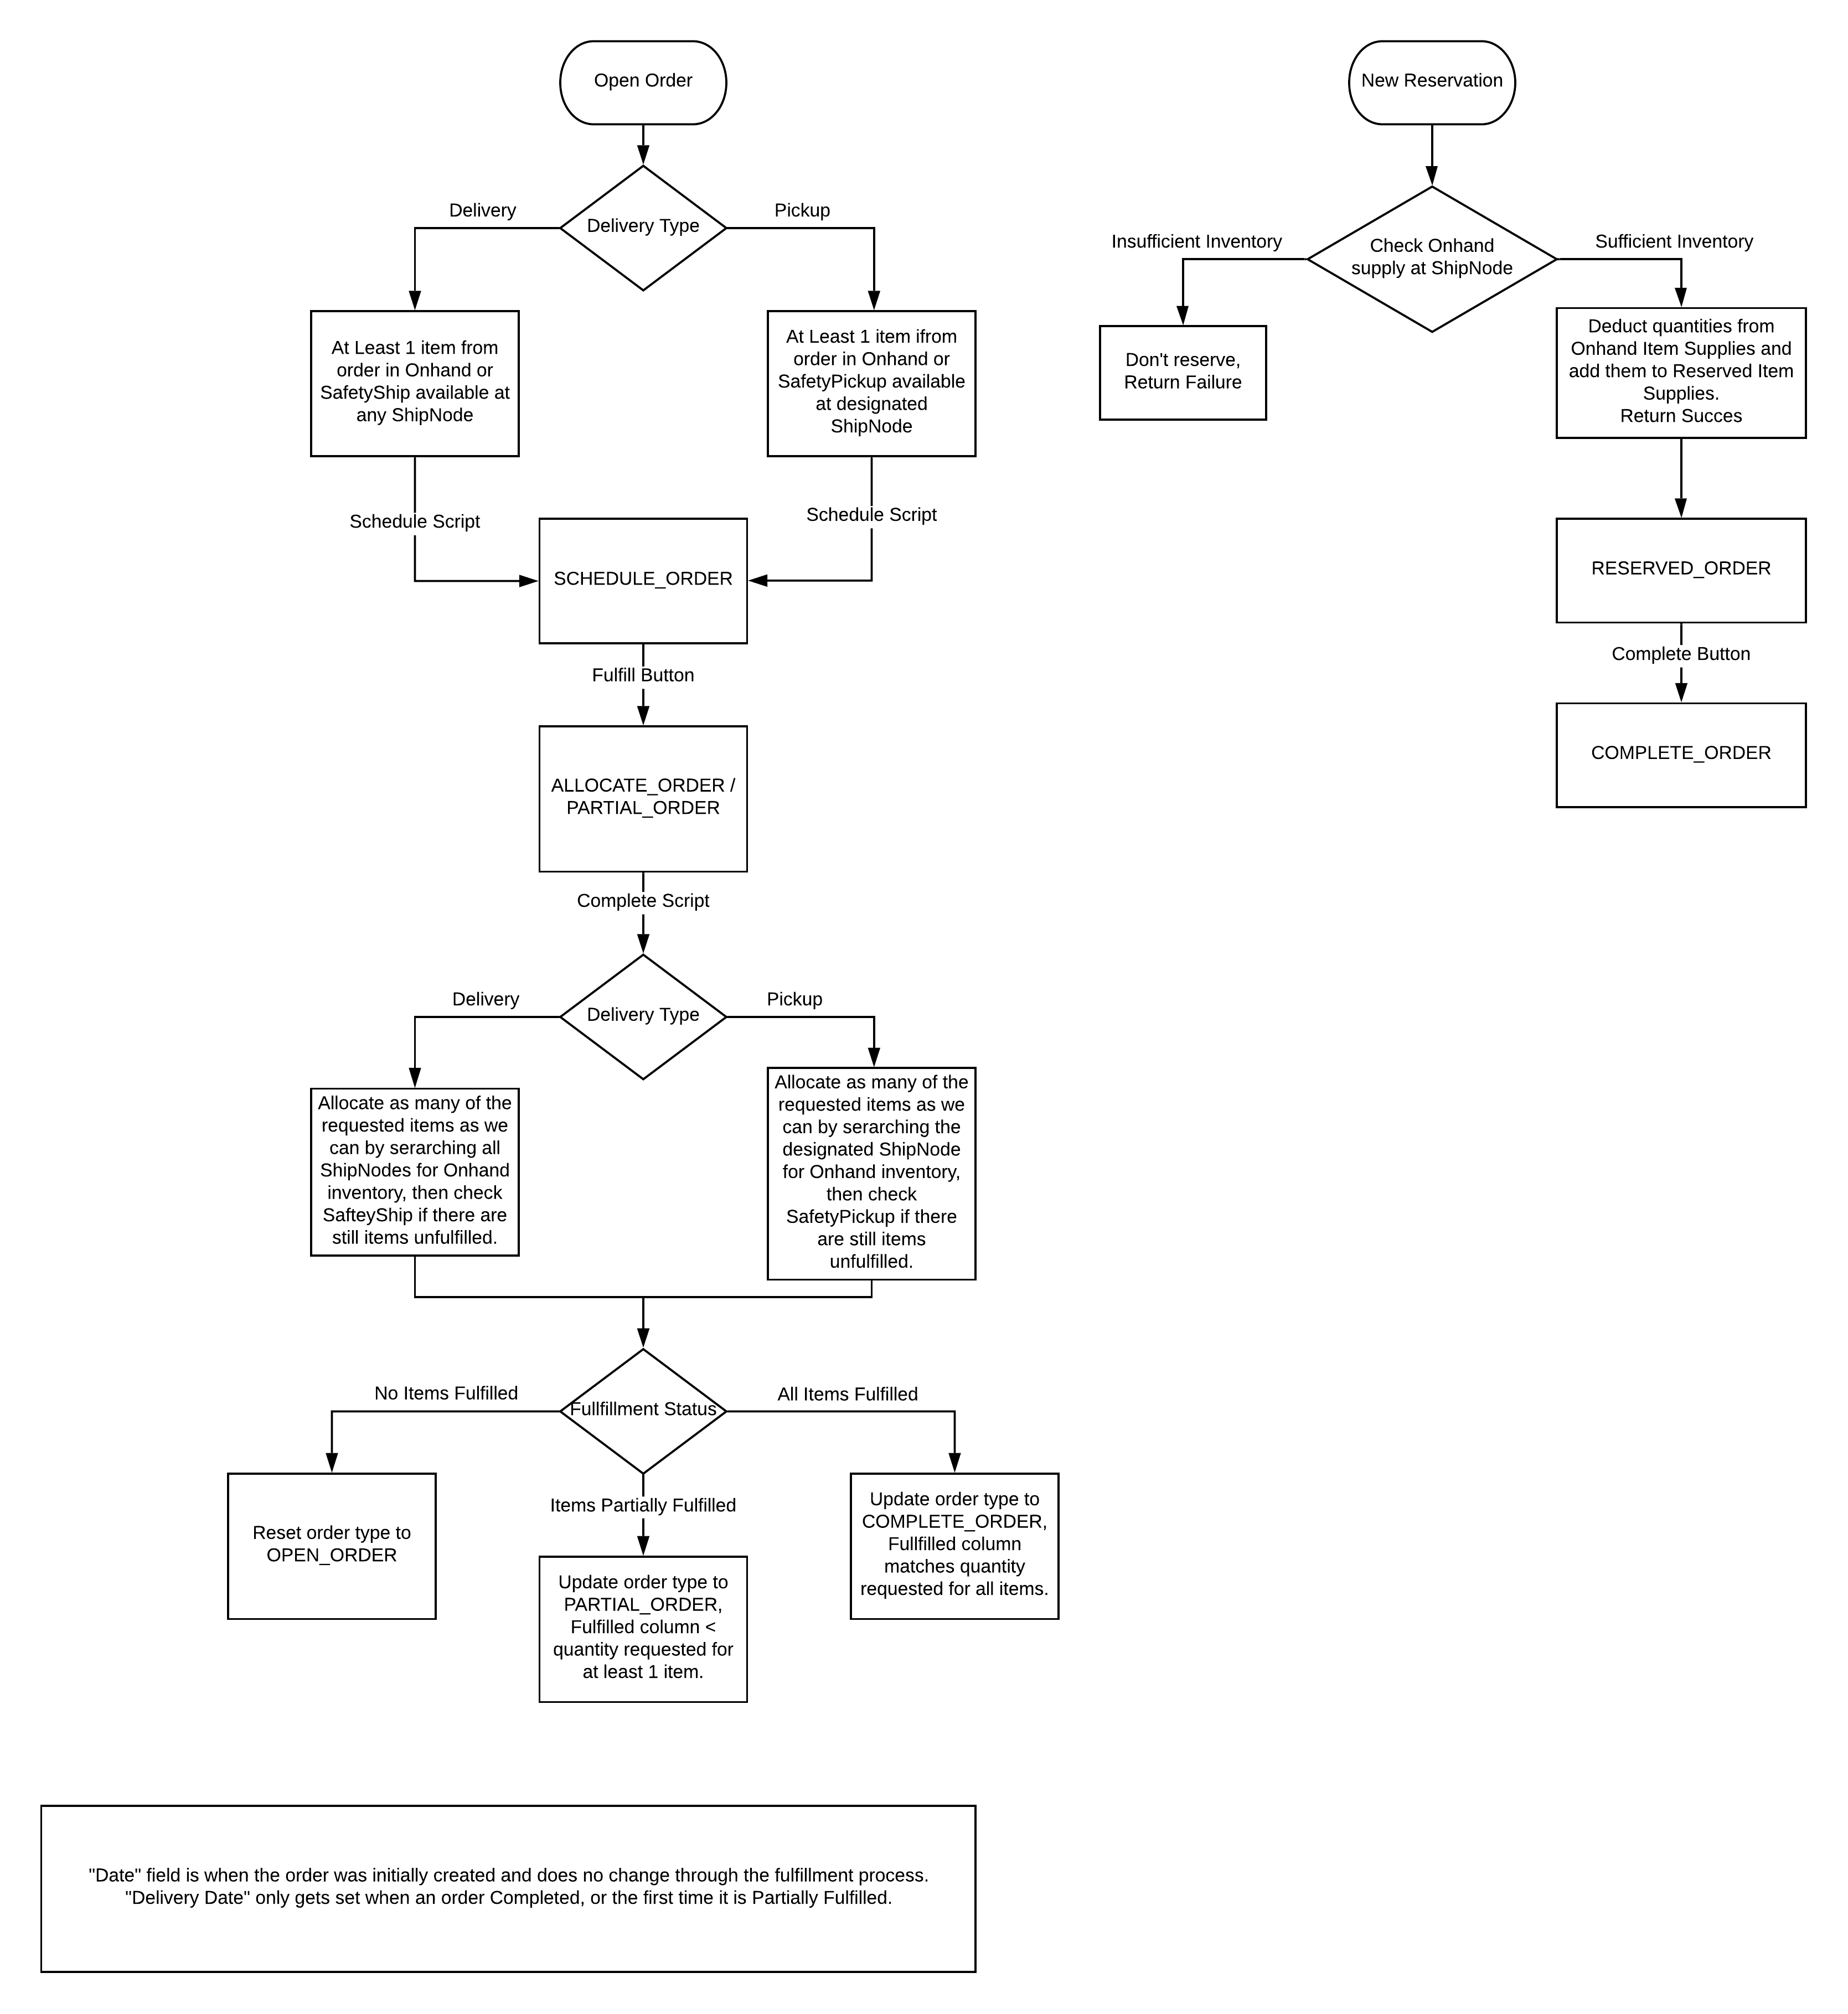 Open Order
Delivery Type
Delivery
Pickup
At Least 1 item from
order in Onhand or
SafetyShip available at
any ShipNode
At Least 1 item ifrom
order in Onhand or
SafetyPickup available
at designated
ShipNode
Schedule Script
Schedule Script
SCHEDULE_ORDER
Fulfill Button
ALLOCATE_ORDER /
PARTIAL_ORDER
Complete Script
Delivery Type
Delivery
Pickup
Allocate as many of the
requested items as we
can by serarching all
ShipNodes for Onhand
inventory, then check
SafteyShip if there are
still items unfulfilled.
Allocate as many of the
requested items as we
can by serarching the
designated ShipNode
for Onhand inventory,
then check
SafetyPickup if there
are still items
unfulfilled.
Fullfillment Status
No Items Fulfilled
All Items Fulfilled
Items Partially Fulfilled
Reset order type to
OPEN_ORDER
Update order type to
PARTIAL_ORDER,
Fulfilled column <
quantity requested for
at least 1 item.
Update order type to
COMPLETE_ORDER,
Fullfilled column
matches quantity
requested for all items.
New Reservation
Check Onhand
supply at ShipNode
Insufficient Inventory
Sufficient Inventory
Don't reserve,
Return Failure
Deduct quantities from
Onhand Item Supplies and
add them to Reserved Item
Supplies.
Return Succes
RESERVED_ORDER
Complete Button
COMPLETE_ORDER
"Date" field is when the order was initially created and does no change through the fulfillment process.
"Delivery Date" only gets set when an order Completed, or the first time it is Partially Fulfilled.